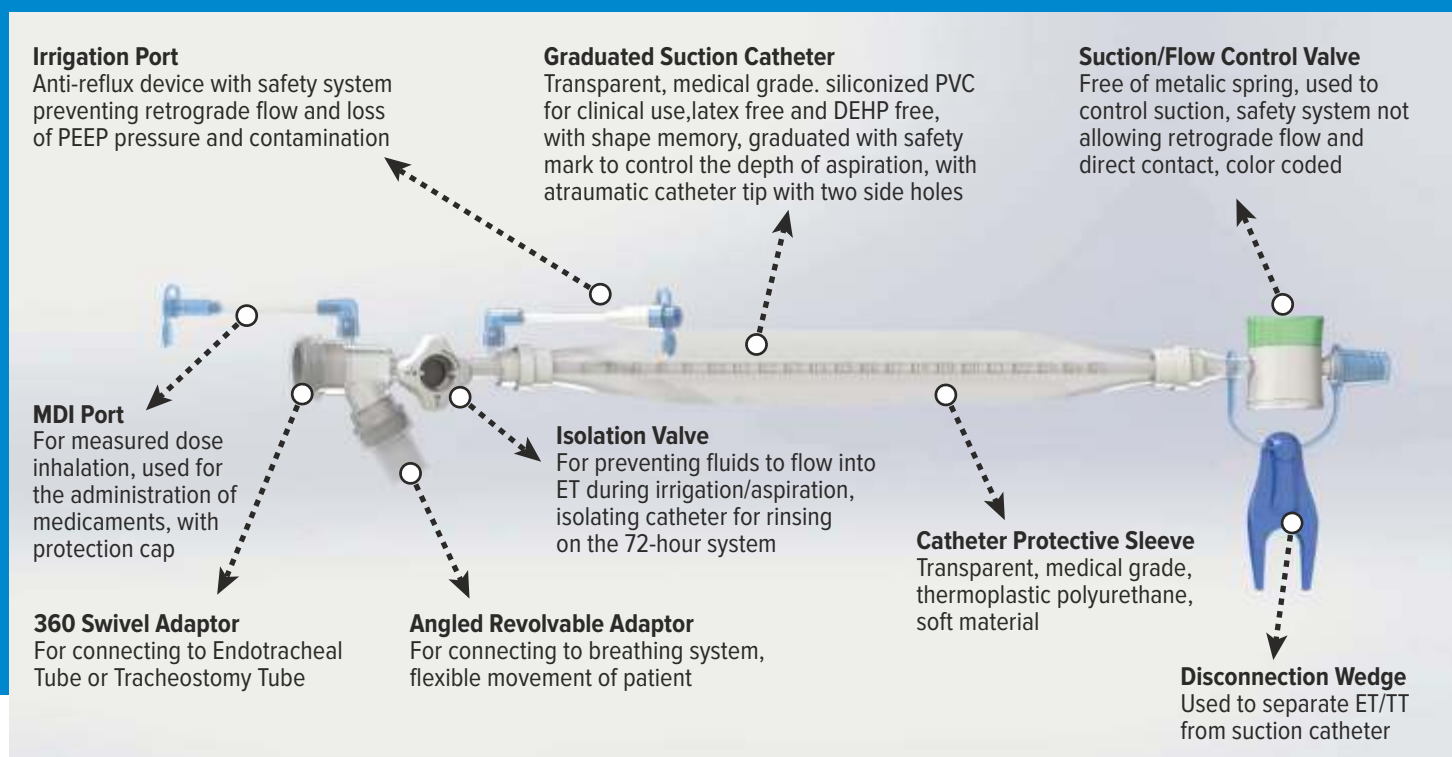 Irrigation Port
Anti-reflux device with safety system
preventing retrograde flow and loss
of PEEP pressure and contamination
Graduated Suction Catheter
Transparent, medical grade. siliconized PVC
for clinical use,latex free and DEHP free,
with shape memory, graduated with safety
mark to control the depth of aspiration, with
atraumatic catheter tip with two side holes
Suction/Flow Control Valve
Free of metalic spring, used to
control suction, safety system not
allowing retrograde flow and
direct contact, color coded
MDI Port
For measured dose
inhalation, used for
the administration of
medicaments, with
protection cap
Isolation Valve
For preventing fluids to flow into
ET during irrigation/aspiration,
isolating catheter for rinsing
on the 72-hour system
Catheter Protective Sleeve
Transparent, medical grade,
thermoplastic polyurethane,
soft material
360 Swivel Adaptor
For connecting to Endotracheal
Tube or Tracheostomy Tube
Angled Revolvable Adaptor
For connecting to breathing system,
flexible movement of patient
Disconnection Wedge
Used to separate ET/TT
from suction catheter